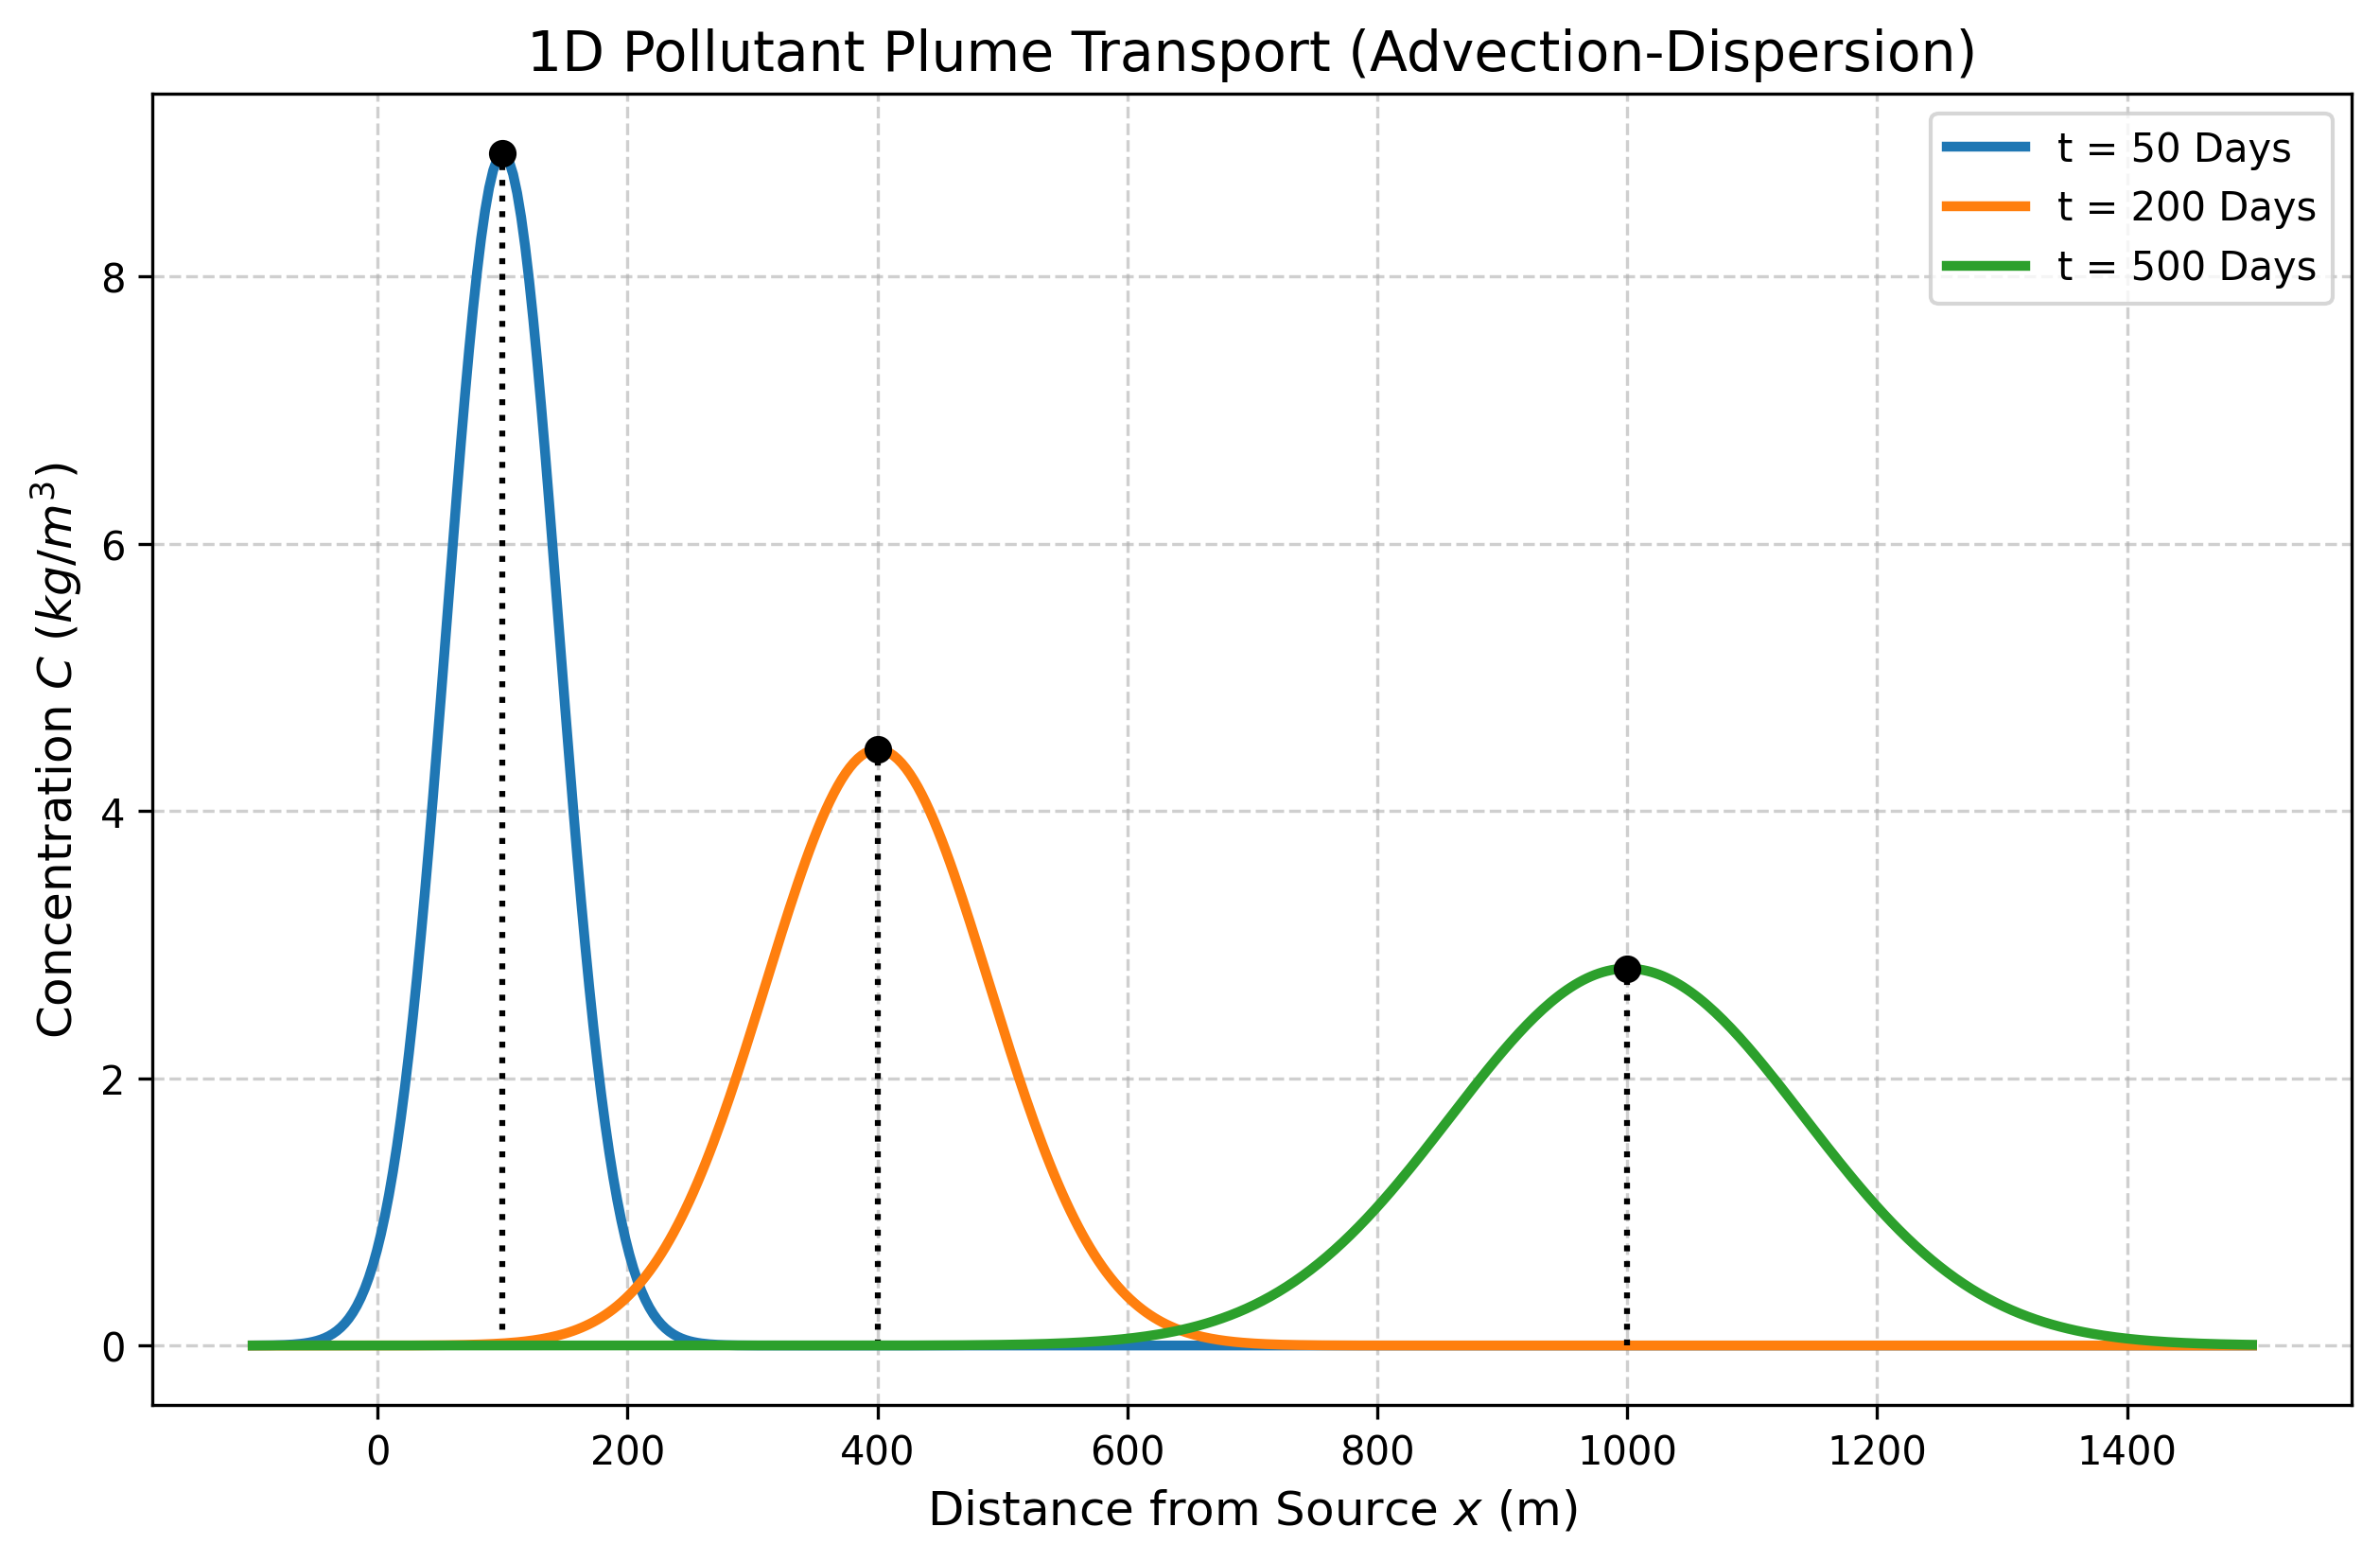 1D Pollutant Plume Transport (Advection-Dispersion)
t = 50 Days
t = 200 Days
t = 500 Days
Concentration C (kg/m³)
8
6
4
2
0
0 200 400 600 800 1000 1200 1400
Distance from Source x (m)